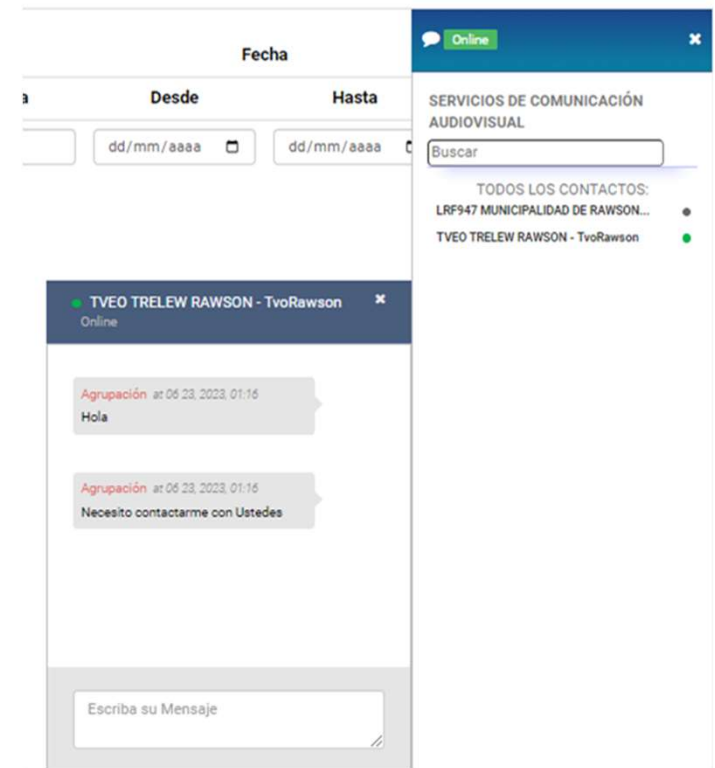 Fecha
a
Desde
Hasta
dd/mm/aaaa
dd/mm/aaaa
Online
SERVICIOS DE COMUNICACIÓN
AUDIOVISUAL
Buscar
TODOS LOS CONTACTOS:
LRF947 MUNICIPALIDAD DE RAWSON...
TVEO TRELEW RAWSON - TvoRawson
TVEO TRELEW RAWSON - TvoRawson
Online
Agrupación at 06 23, 2023, 01:16
Hola
Agrupación at 06 23, 2023, 01:16
Necesito contactarme con Ustedes
Escriba su Mensaje